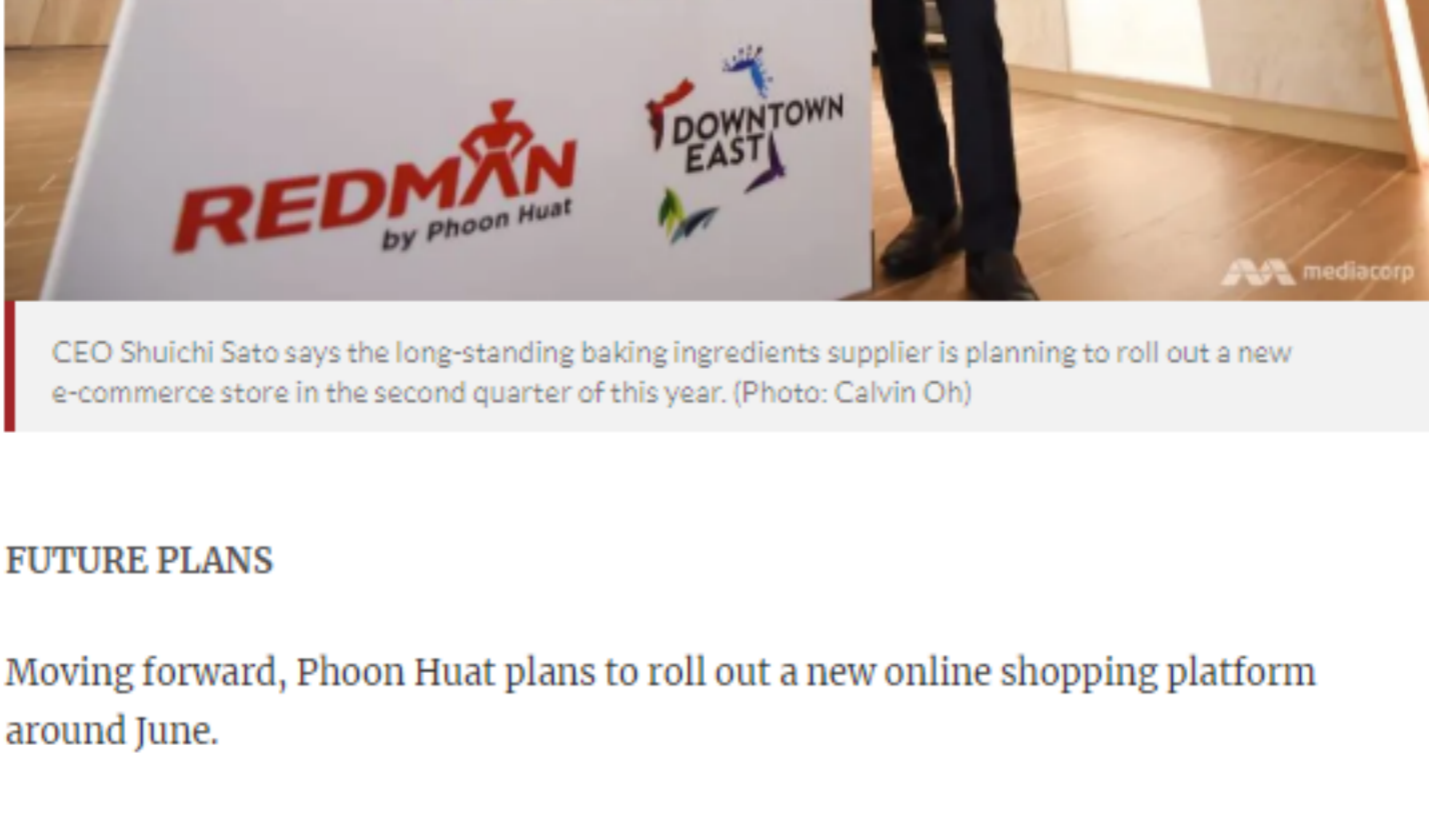 DOWNTOWN
EAST
REDMAN
by Phoon Huat
mediacorp
CEO Shuichi Sato says the long-standing baking ingredients supplier is planning to roll out a new
e-commerce store in the second quarter of this year. (Photo: Calvin Oh)
FUTURE PLANS
Moving forward, Phoon Huat plans to roll out a new online shopping platform
around June.